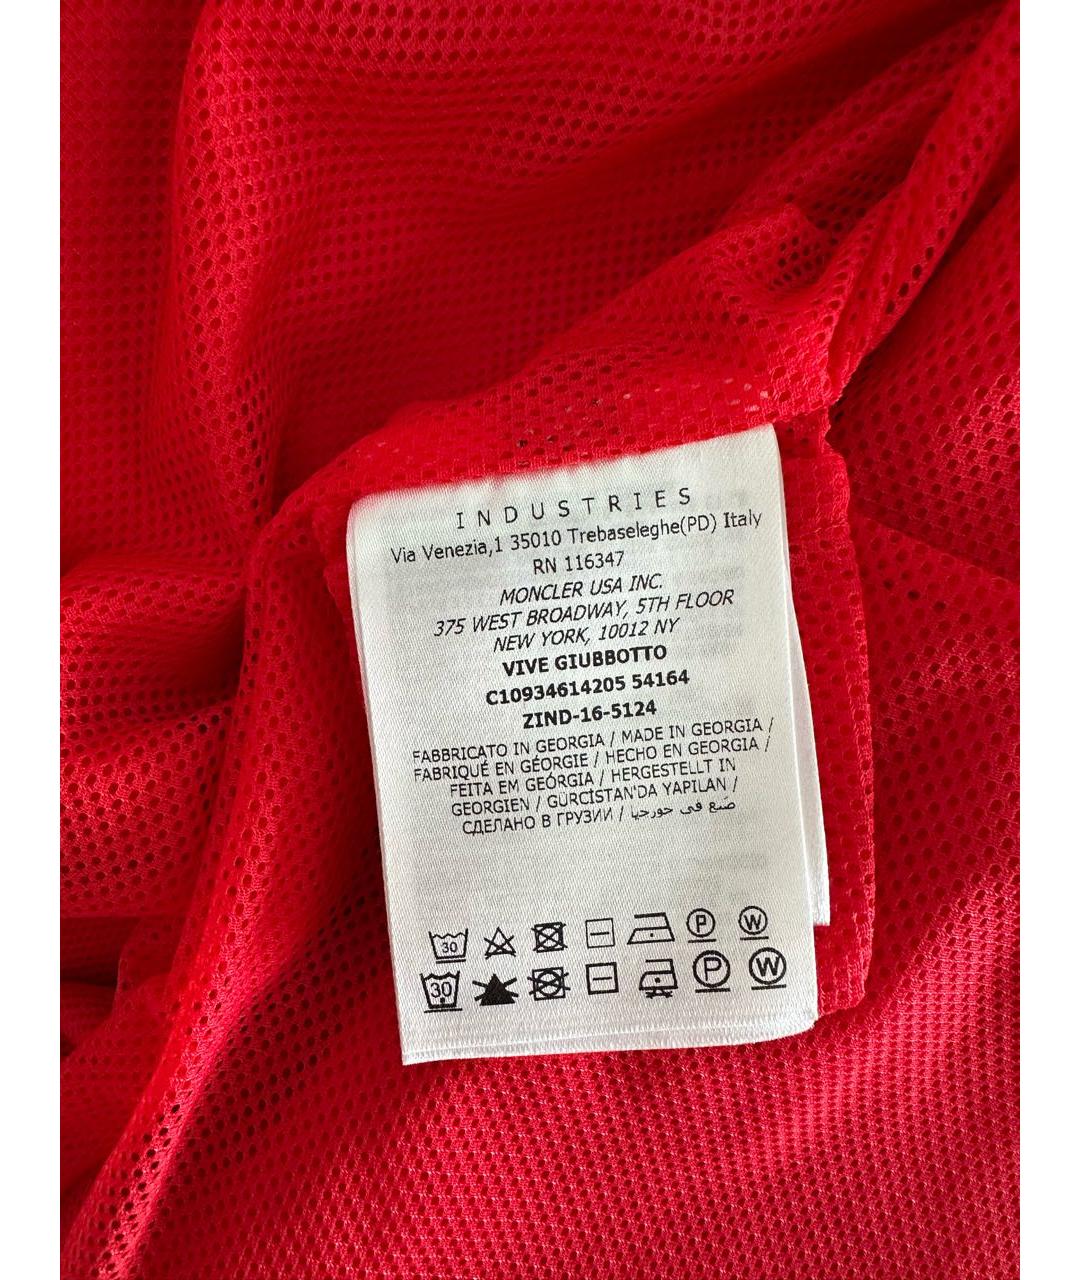 INDUSTRIES
Via Venezia,1 35010 Trebaseleghe(PD) Italy
RN 116347
MONCLER USA INC.
375 WEST BROADWAY, 5TH FLOOR
NEW YORK, 10012 NY
VIVE GIUBBOTTO
C10934614205 54164
ZIND-16-5124
FABBRICATO IN GEORGIA / MADE IN GEORGIA /
FABRIQUÉ EN GÉORGIE / HECHO EN GEORGIA /
FEITA EM GEÓRGIA / HERGESTELLT IN
GEORGIEN / GÜRCİSTAN'DA YAPILAN /
СДЕЛАНО В ГРУЗИИ / صنع في جورجيا
30 P W
30 P W